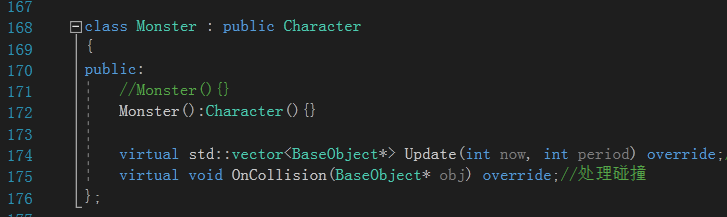 167
168 class Monster : public Character
169 {
170 public:
171 //Monster(){}
172 Monster():Character(){}
173
174 virtual std::vector<BaseObject*> Update(int now, int period) override;
175 virtual void OnCollision(BaseObject* obj) override;//处理碰撞
176 };